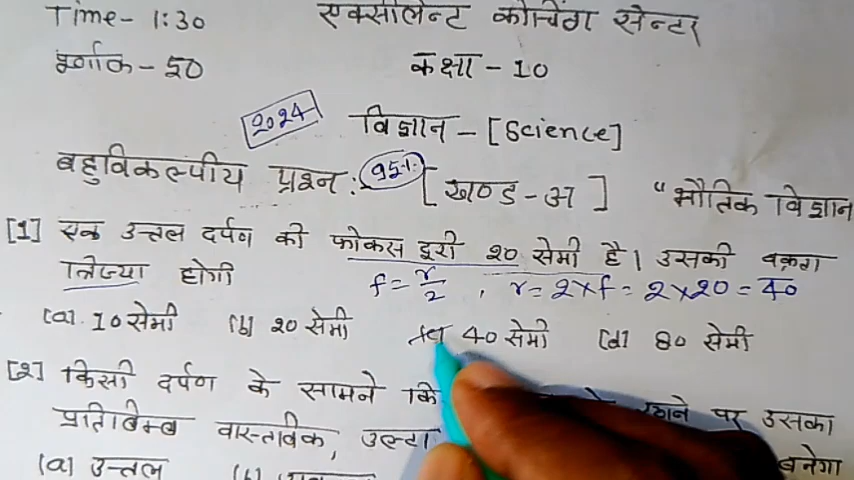 Time- 1:30 एक्सीलेन्ट कोचिंग सेन्टर
पूर्णांक - 50 कक्षा - 10
2024 विज्ञान - [Science]
बहुविकल्पीय प्रश्न: 95% [खण्ड - अ] "भौतिक विज्ञान
[1] एक उत्तल दर्पण की फोकस दूरी 20 सेमी है। उसकी वक्रता
त्रिज्या होगी f = r/2 , r = 2×f = 2×20 = 40
(a) 10 सेमी (b) 20 सेमी 40 सेमी (d) 80 सेमी
[2] किसी दर्पण के सामने पर उसका
प्रतिबिम्ब वास्तविक, उल्टा बनेगा
(a) उत्तल (b)